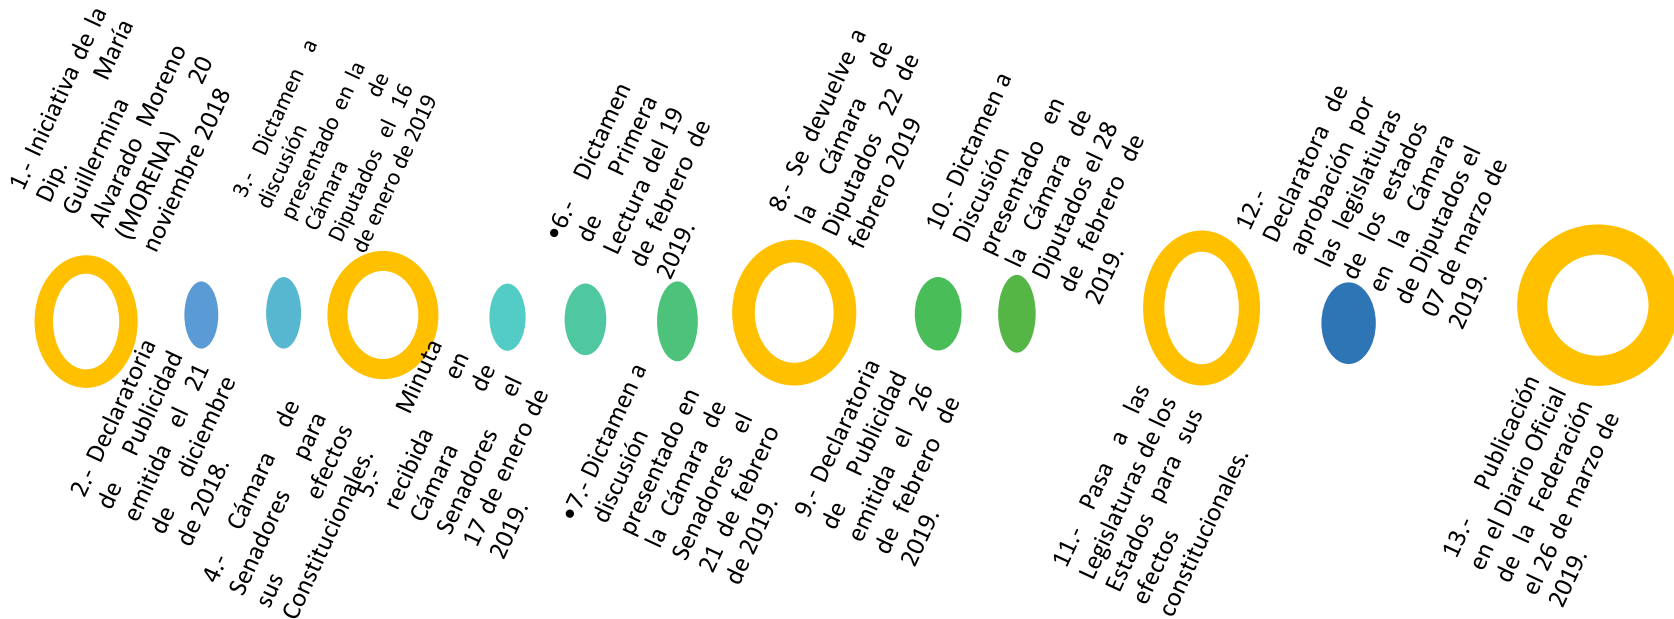 1.- Iniciativa de la
Dip. María
Guillermina
Alvarado Moreno
(MORENA) 20
noviembre 2018
2.- Declaratoria
de Publicidad
emitida el 21
de diciembre
de 2018.
3.- Dictamen a
discusión
presentado en la
Cámara de
Diputados el 16
de enero de 2019
4.- Cámara de
Senadores para
sus efectos
Constitucionales.
5.- Minuta
recibida en
Cámara de
Senadores el
17 de enero de
2019.
•6.- Dictamen
de Primera
Lectura del 19
de febrero de
2019.
•7.- Dictamen a
discusión
presentado en
la Cámara de
Senadores el
21 de febrero
de 2019.
8.- Se devuelve a
la Cámara de
Diputados 22 de
febrero 2019
9.- Declaratoria
de Publicidad
emitida el 26
de febrero de
2019.
10.- Dictamen a
Discusión
presentado en
la Cámara de
Diputados el 28
de febrero de
2019.
11.- Pasa a las
Legislaturas de los
Estados para sus
efectos
constitucionales.
12.-
Declaratora de
aprobación por
las legislatiuras
de los estados
en la Cámara
de Diputados el
07 de marzo de
2019.
13.- Publicación
en el Diario Oficial
de la Federación
el 26 de marzo de
2019.